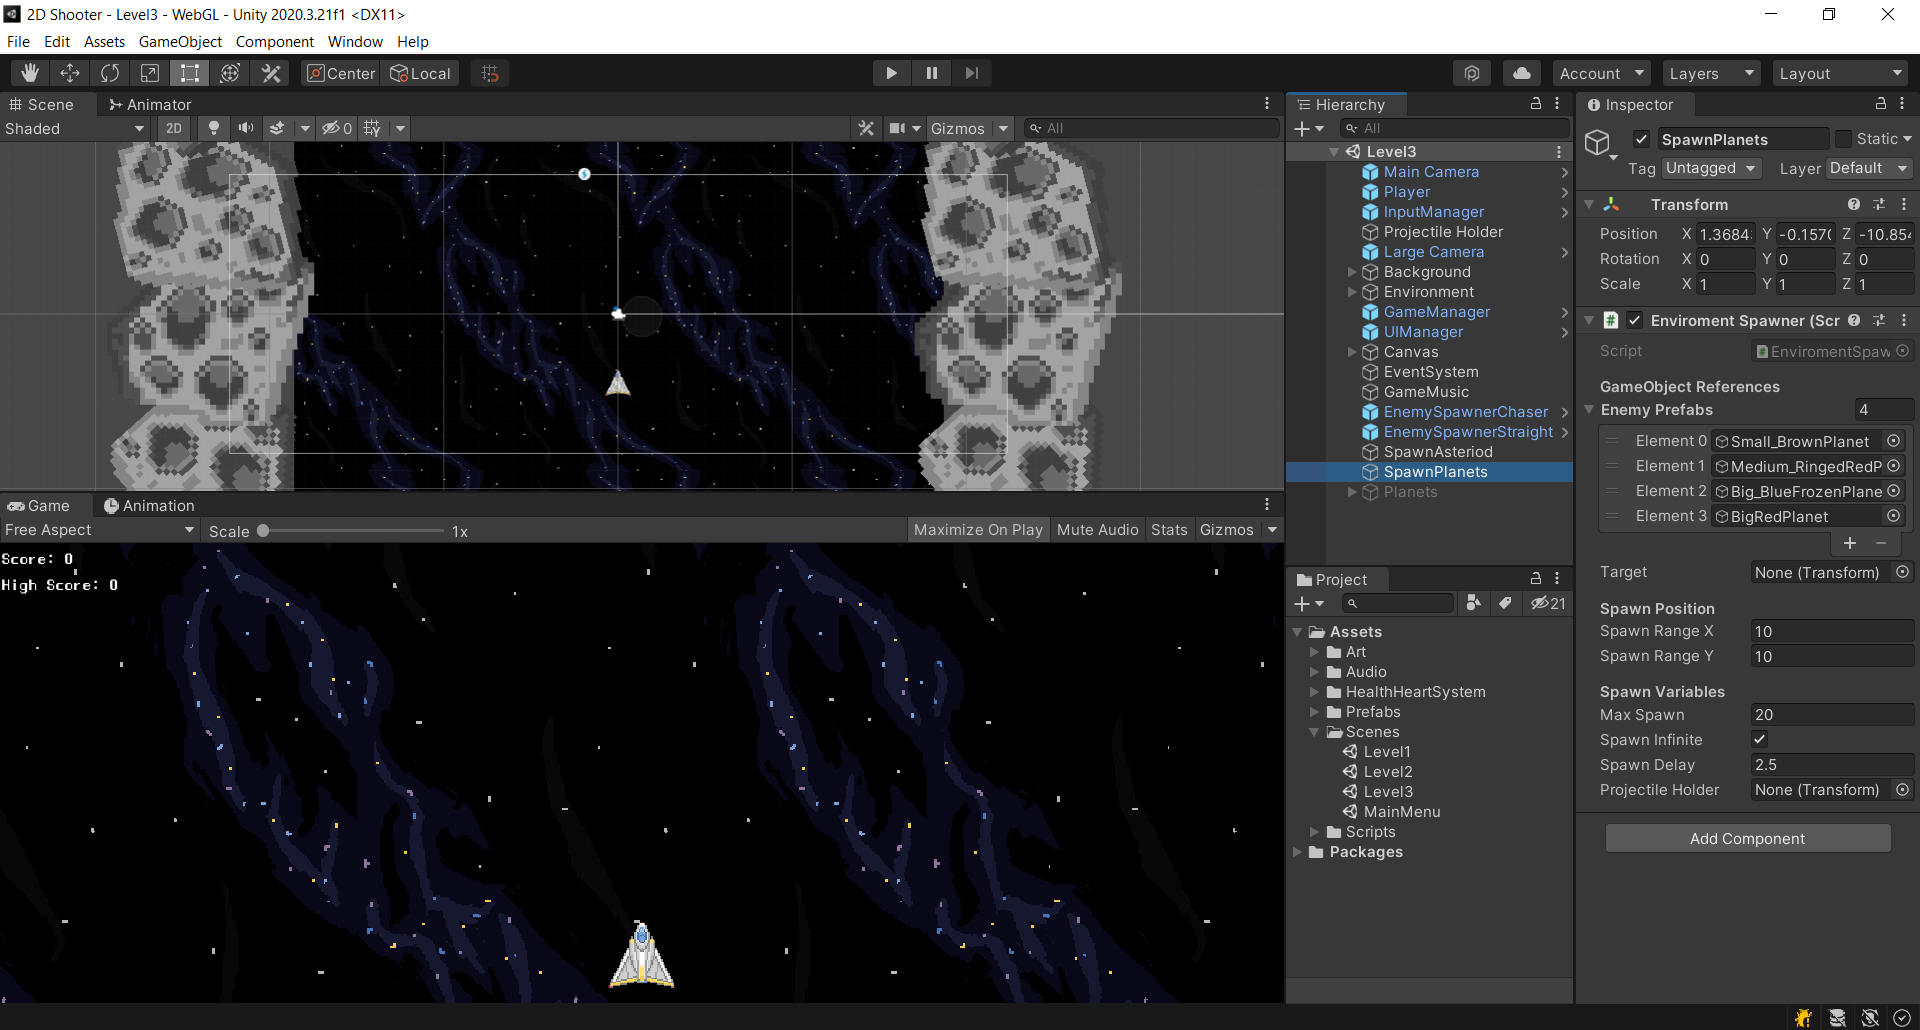 2D Shooter - Level3 - WebGL - Unity 2020.3.21f1 <DX11>
File Edit Assets GameObject Component Window Help
Center Local Account Layers Layout
Scene Animator
Shaded 2D 0 Gizmos All
Game Animation
Free Aspect Scale 1x Maximize On Play Mute Audio Stats Gizmos
Score: 0
High Score: 0
Hierarchy
All
Level3
Main Camera
Player
InputManager
Projectile Holder
Large Camera
Background
Environment
GameManager
UIManager
Canvas
EventSystem
GameMusic
EnemySpawnerChaser
EnemySpawnerStraight
SpawnAsteriod
SpawnPlanets
Planets
Project
21
Assets
Art
Audio
HealthHeartSystem
Prefabs
Scenes
Level1
Level2
Level3
MainMenu
Scripts
Packages
Inspector
SpawnPlanets Static
Tag Untagged Layer Default
Transform
Position X 1.3684 Y -0.1570 Z -10.854
Rotation X 0 Y 0 Z 0
Scale X 1 Y 1 Z 1
Enviroment Spawner (Scr
Script EnviromentSpaw
GameObject References
Enemy Prefabs 4
Element 0 Small_BrownPlanet
Element 1 Medium_RingedRedP
Element 2 Big_BlueFrozenPlane
Element 3 BigRedPlanet
Target None (Transform)
Spawn Position
Spawn Range X 10
Spawn Range Y 10
Spawn Variables
Max Spawn 20
Spawn Infinite
Spawn Delay 2.5
Projectile Holder None (Transform)
Add Component